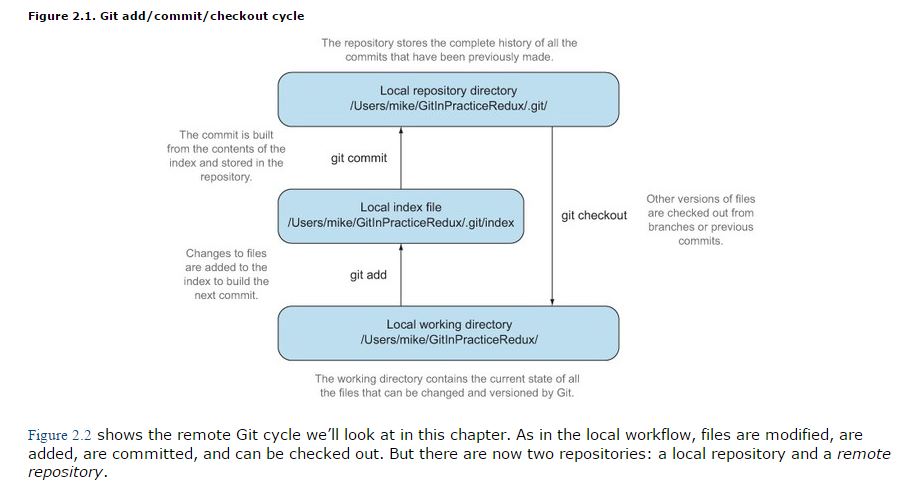 Figure 2.1. Git add/commit/checkout cycle
The repository stores the complete history of all the
commits that have been previously made.
Local repository directory
/Users/mike/GitInPracticeRedux/.git/
The commit is built
from the contents of the
index and stored in the
repository.
git commit
Local index file
/Users/mike/GitInPracticeRedux/.git/index
git checkout
Other versions of files
are checked out from
branches or previous
commits.
Changes to files
are added to the
index to build the
next commit.
git add
Local working directory
/Users/mike/GitInPracticeRedux/
The working directory contains the current state of all
the files that can be changed and versioned by Git.
Figure 2.2 shows the remote Git cycle we'll look at in this chapter. As in the local workflow, files are modified, are
added, are committed, and can be checked out. But there are now two repositories: a local repository and a remote
repository.